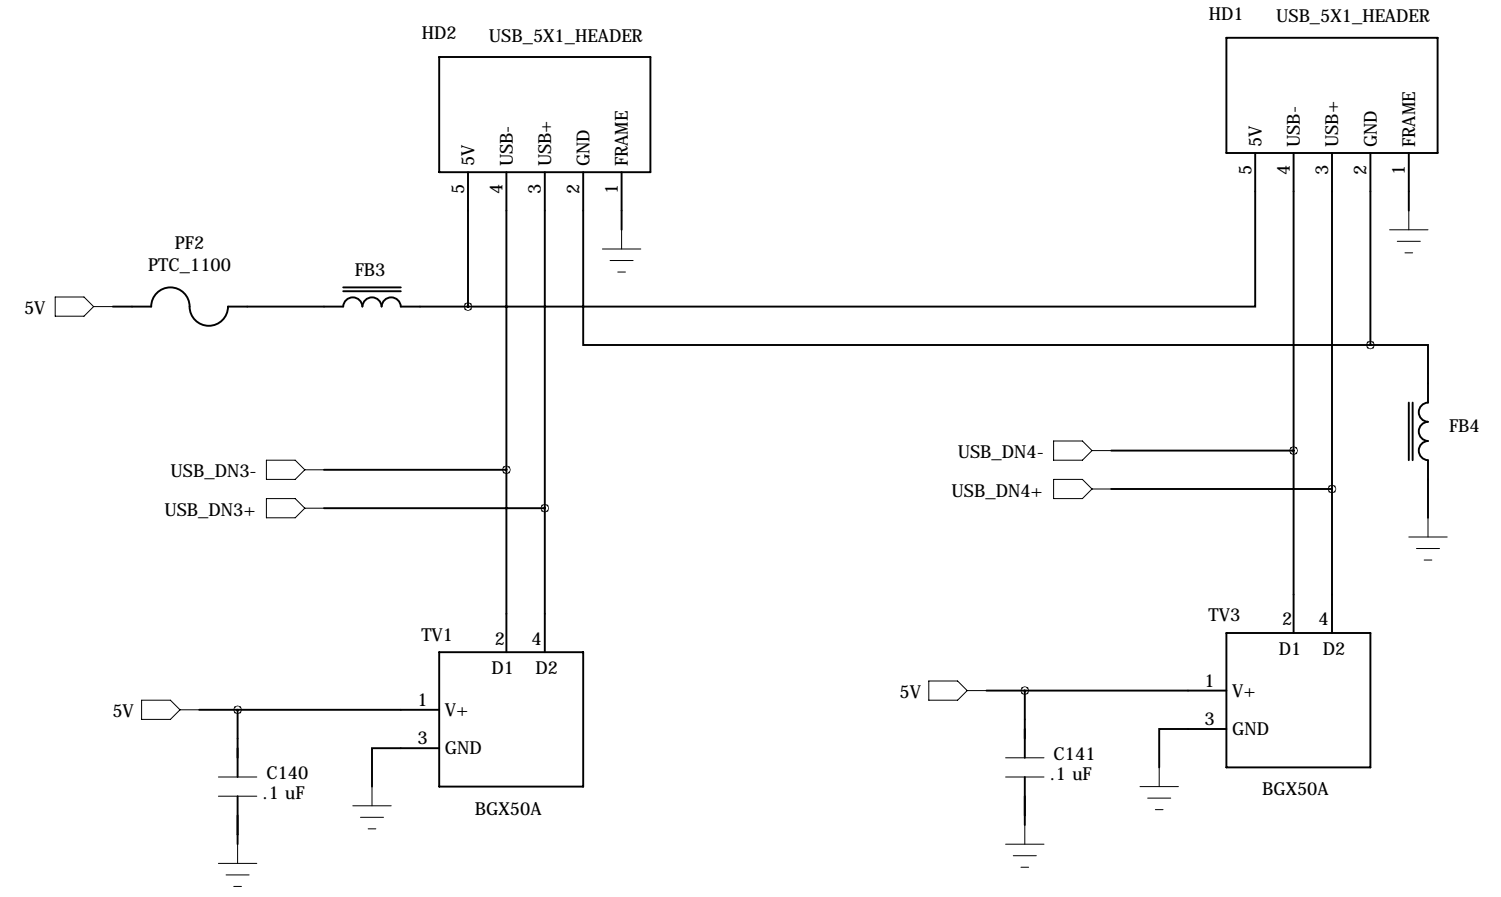 HD2 USB_5X1_HEADER
5V
USB-
USB+
GND
FRAME
5
4
3
2
1
HD1 USB_5X1_HEADER
5V
USB-
USB+
GND
FRAME
5
4
3
2
1
PF2
PTC_1100
FB3
5V
FB4
USB_DN3-
USB_DN3+
USB_DN4-
USB_DN4+
TV1
2 4
D1 D2
5V
1 V+
3 GND
C140
.1 uF
BGX50A
TV3
2 4
D1 D2
5V
1 V+
3 GND
C141
.1 uF
BGX50A